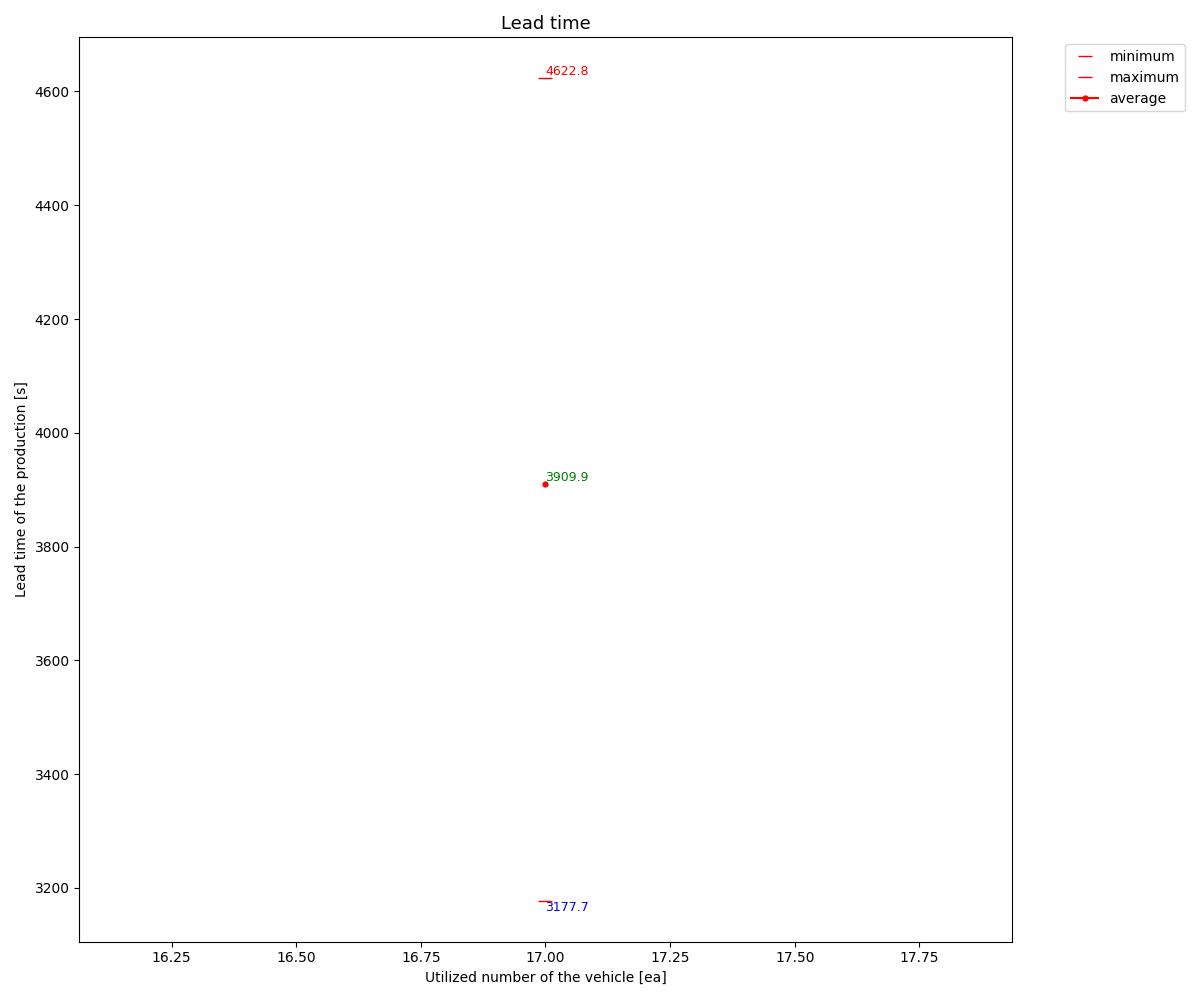 Lead time
minimum
maximum
average
4622.8
3909.9
3177.7
4600
4400
4200
4000
3800
3600
3400
3200
Lead time of the production [s]
16.25 16.50 16.75 17.00 17.25 17.50 17.75
Utilized number of the vehicle [ea]